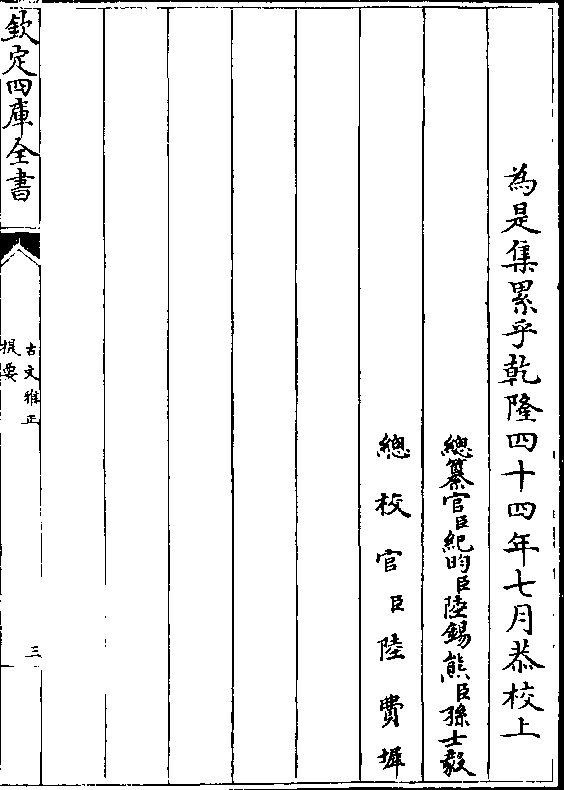 為是集累乎乾隆四十四年七月恭校上
總纂官臣紀昀臣陸錫熊臣孫士毅
總校官臣陸費墀
欽定四庫全書
古文雅正
提要
三